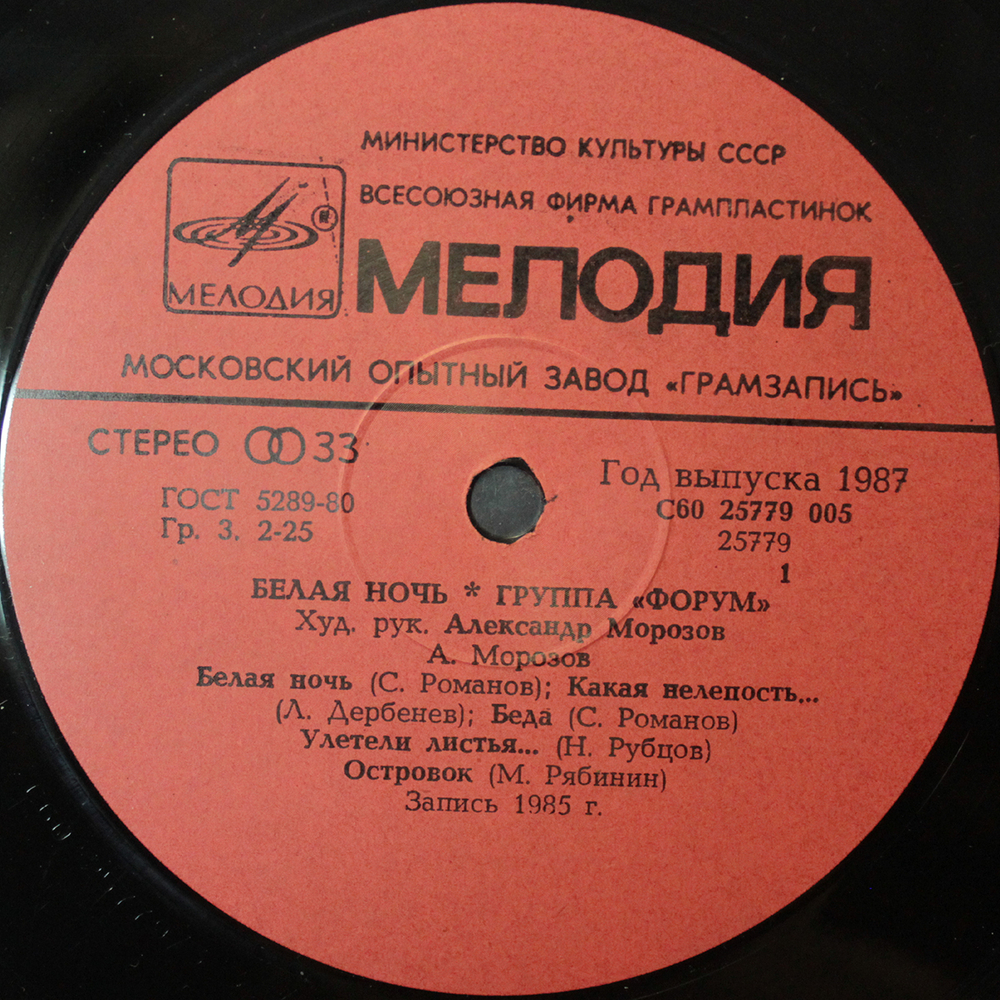 МИНИСТЕРСТВО КУЛЬТУРЫ СССР
ВСЕСОЮЗНАЯ ФИРМА ГРАМПЛАСТИНОК
МЕЛОДИЯ
МЕЛОДИЯ
МОСКОВСКИЙ ОПЫТНЫЙ ЗАВОД «ГРАМЗАПИСЬ»
СТЕРЕО 33
ГОСТ 5289-80
Гр. 3. 2-25
Год выпуска 1987
С60 25779 005
25779
1
БЕЛАЯ НОЧЬ * ГРУППА «ФОРУМ»
Худ. рук. Александр Морозов
А. Морозов
Белая ночь (С. Романов); Какая нелепость...
(Л. Дербенев); Беда (С. Романов)
Улетели листья... (Н. Рубцов)
Островок (М. Рябинин)
Запись 1985 г.